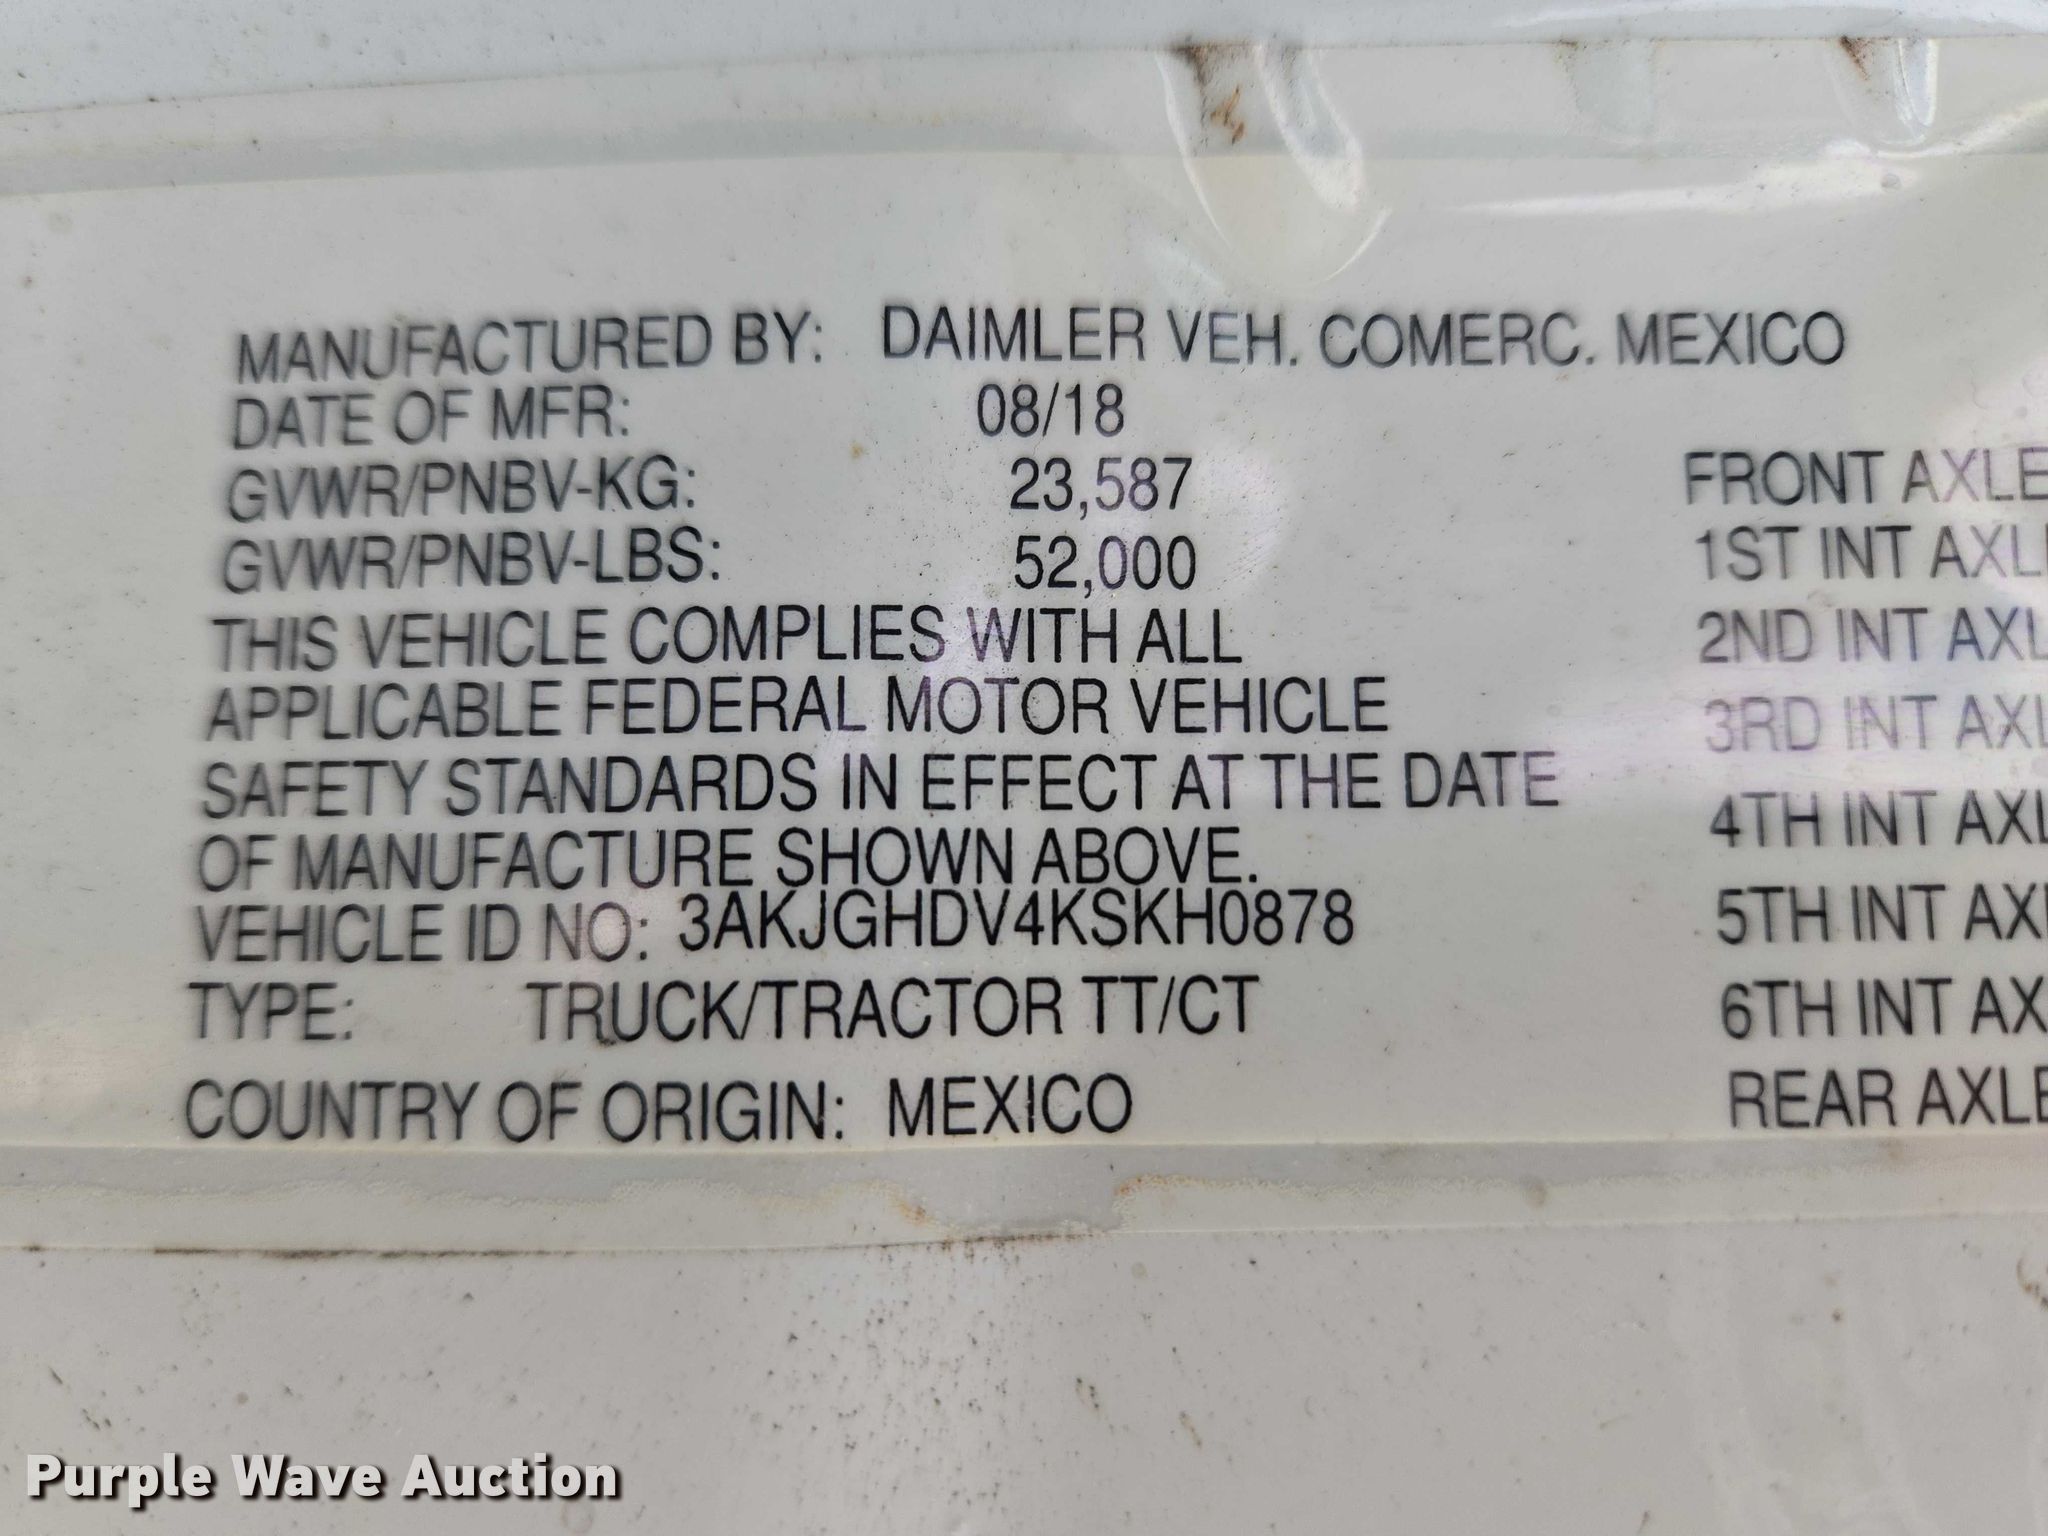 MANUFACTURED BY: DAIMLER VEH. COMERC. MEXICO
DATE OF MFR: 08/18
GVWR/PNBV-KG: 23,587
GVWR/PNBV-LBS: 52,000
THIS VEHICLE COMPLIES WITH ALL
APPLICABLE FEDERAL MOTOR VEHICLE
SAFETY STANDARDS IN EFFECT AT THE DATE
OF MANUFACTURE SHOWN ABOVE.
VEHICLE ID NO: 3AKJGHDV4KSKH0878
TYPE: TRUCK/TRACTOR TT/CT
COUNTRY OF ORIGIN: MEXICO
FRONT AXLE
1ST INT AXL
2ND INT AXL
3RD INT AXL
4TH INT AXL
5TH INT AX
6TH INT AX
REAR AXLE
Purple Wave Auction